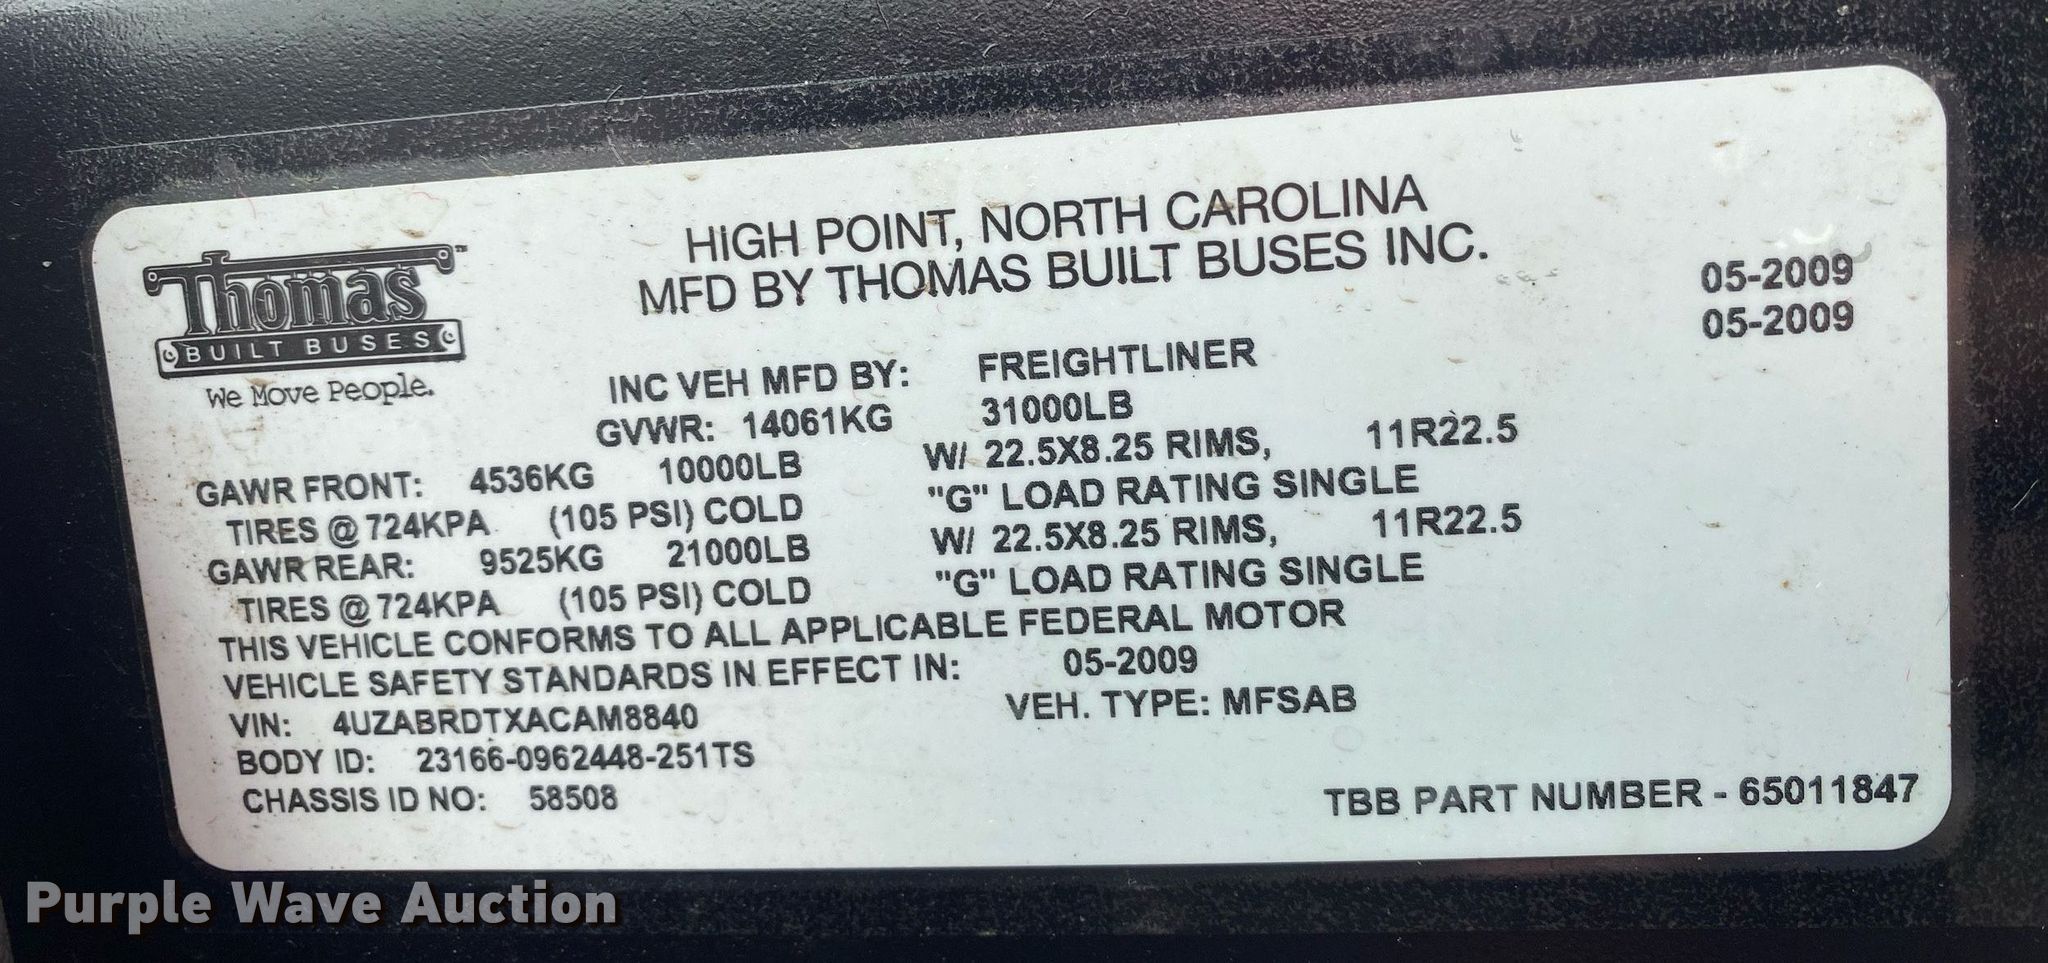 Thomas™
BUILT BUSES
We Move People.
HIGH POINT, NORTH CAROLINA
MFD BY THOMAS BUILT BUSES INC.
05-2009
05-2009
INC VEH MFD BY: FREIGHTLINER
GVWR: 14061KG 31000LB
GAWR FRONT: 4536KG 10000LB W/ 22.5X8.25 RIMS, 11R22.5
TIRES @ 724KPA (105 PSI) COLD "G" LOAD RATING SINGLE
GAWR REAR: 9525KG 21000LB W/ 22.5X8.25 RIMS, 11R22.5
TIRES @ 724KPA (105 PSI) COLD "G" LOAD RATING SINGLE
THIS VEHICLE CONFORMS TO ALL APPLICABLE FEDERAL MOTOR
VEHICLE SAFETY STANDARDS IN EFFECT IN: 05-2009
VIN: 4UZABRDTXACAM8840 VEH. TYPE: MFSAB
BODY ID: 23166-0962448-251TS
CHASSIS ID NO: 58508
TBB PART NUMBER - 65011847
Purple Wave Auction